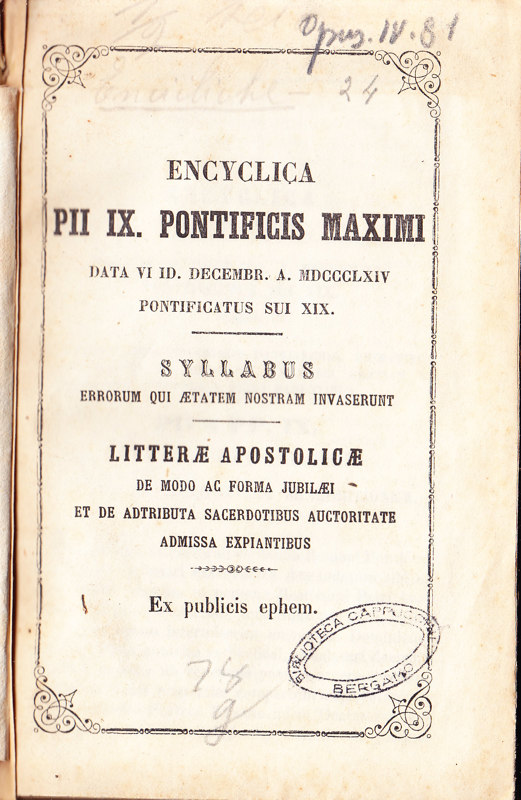 Opus. IV. 81
24
ENCYCLICA
PII IX. PONTIFICIS MAXIMI
DATA VI ID. DECEMBR. A. MDCCCLXIV
PONTIFICATUS SUI XIX.
SYLLABUS
ERRORUM QUI ÆTATEM NOSTRAM INVASERUNT
LITTERÆ APOSTOLICÆ
DE MODO AC FORMA JUBILÆI
ET DE ADTRIBUTA SACERDOTIBUS AUCTORITATE
ADMISSA EXPIANTIBUS
Ex publicis ephem.
BIBLIOTECA
BERGAMO
78
g